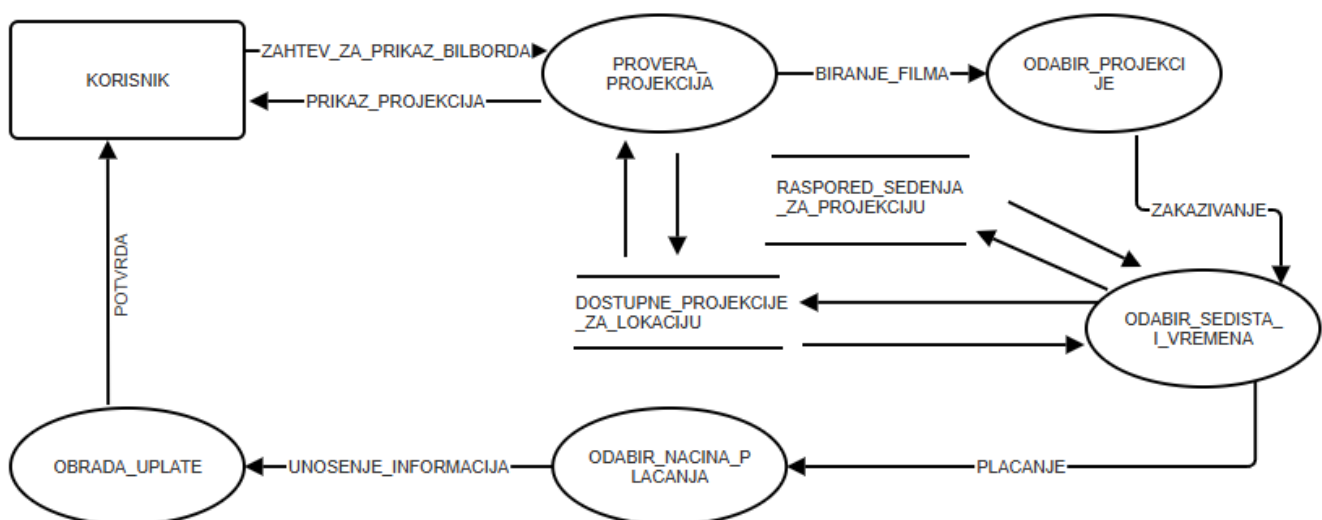 KORISNIK
ZAHTEV_ZA_PRIKAZ_BILBORDA
PRIKAZ_PROJEKCIJA
PROVERA_
PROJEKCIJA
BIRANJE_FILMA
ODABIR_PROJEKCI
JE
RASPORED_SEDENJA
_ZA_PROJEKCIJU
ZAKAZIVANJE
POTVRDA
DOSTUPNE_PROJEKCIJE
_ZA_LOKACIJU
ODABIR_SEDISTA_
I_VREMENA
OBRADA_UPLATE
UNOSENJE_INFORMACIJA
ODABIR_NACINA_P
LACANJA
PLACANJE